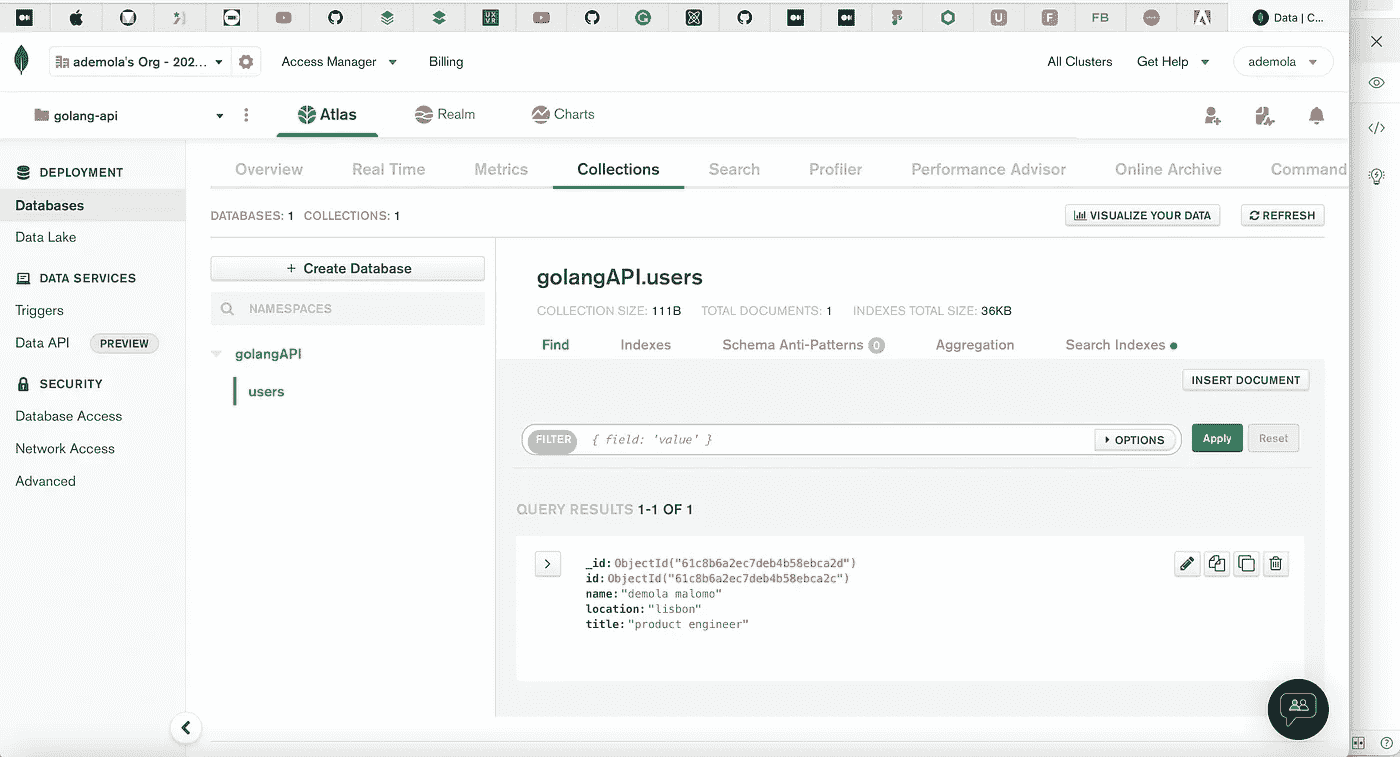 FB
Data | C...
ademola's Org - 202...
Access Manager
Billing
All Clusters
Get Help
ademola
golang-api
Atlas
Realm
Charts
DEPLOYMENT
Databases
Data Lake
DATA SERVICES
Triggers
Data API PREVIEW
SECURITY
Database Access
Network Access
Advanced
Overview Real Time Metrics Collections Search Profiler Performance Advisor Online Archive Command
DATABASES: 1 COLLECTIONS: 1
VISUALIZE YOUR DATA
REFRESH
+ Create Database
NAMESPACES
golangAPI
users
golangAPI.users
COLLECTION SIZE: 111B TOTAL DOCUMENTS: 1 INDEXES TOTAL SIZE: 36KB
Find Indexes Schema Anti-Patterns 0 Aggregation Search Indexes
INSERT DOCUMENT
FILTER { field: 'value' } OPTIONS Apply Reset
QUERY RESULTS 1-1 OF 1
_id: ObjectId("61c8b6a2ec7deb4b58ebca2d")
id: ObjectId("61c8b6a2ec7deb4b58ebca2c")
name: "demola malomo"
location: "lisbon"
title: "product engineer"